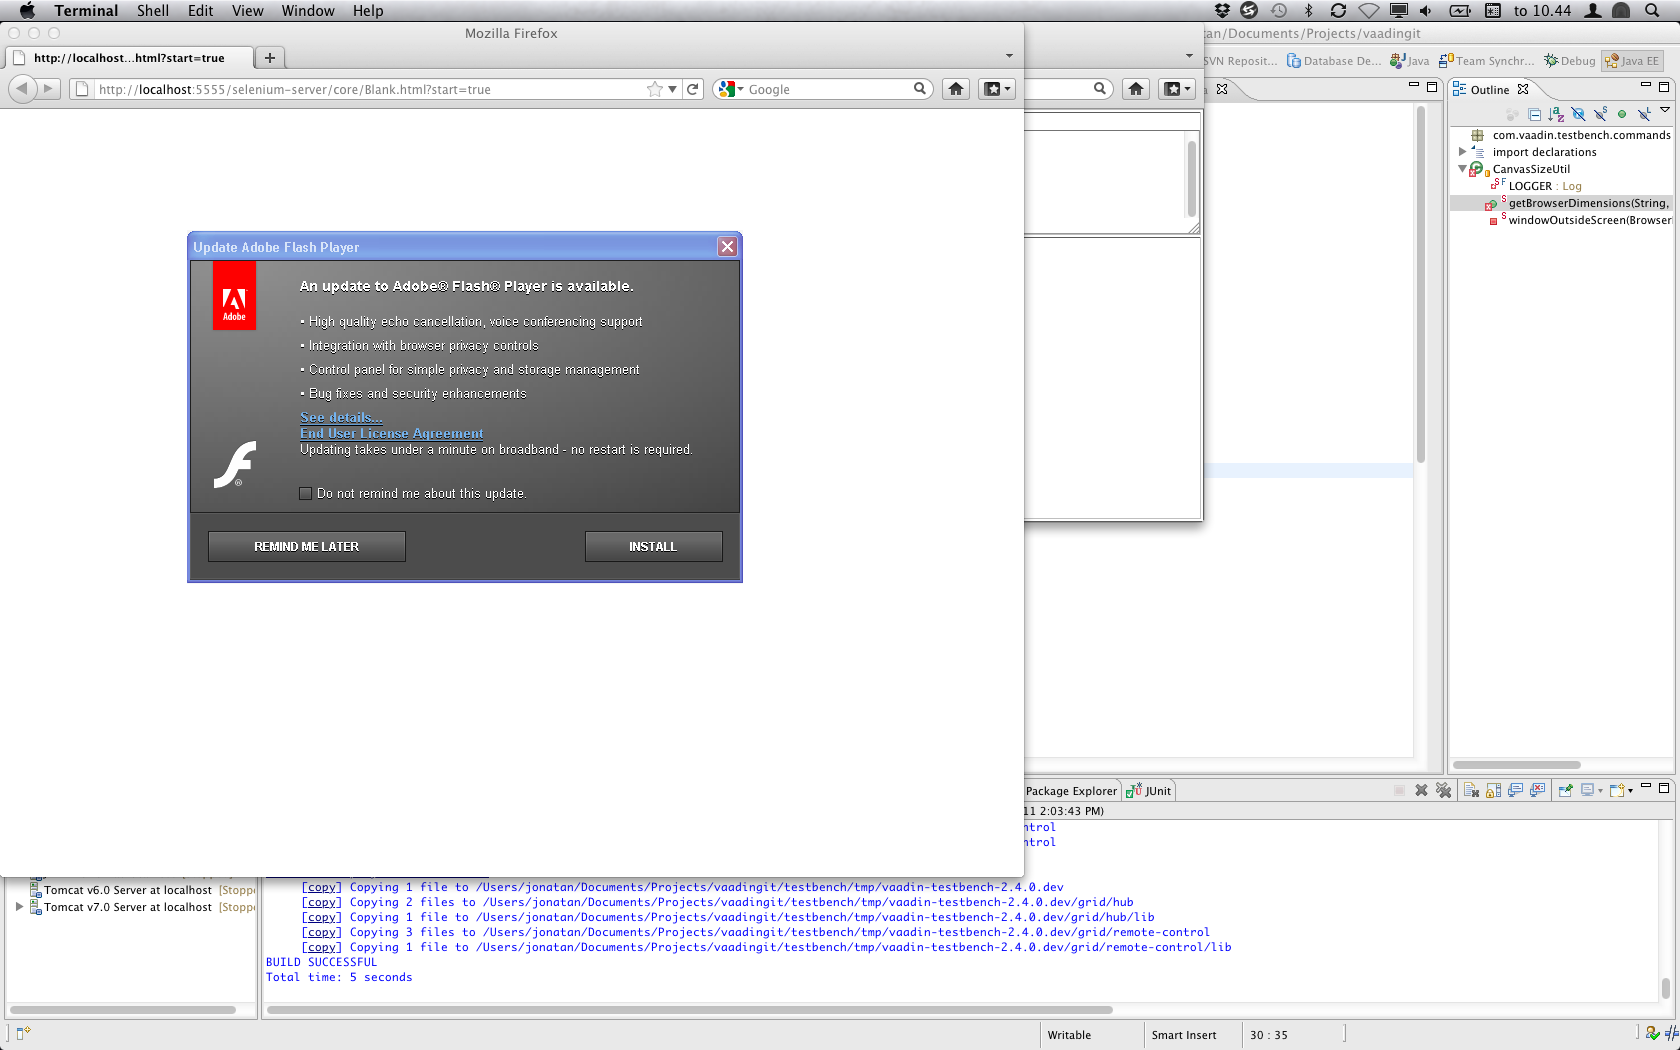 Terminal Shell Edit View Window Help
to 10.44
Mozilla Firefox
an/Documents/Projects/vaadingit
http://localhost...html?start=true
SVN Reposit...
Database De...
Java
Team Synchr...
Debug
Java EE
http://localhost:5555/selenium-server/core/Blank.html?start=true
Google
Outline
com.vaadin.testbench.commands
import declarations
CanvasSizeUtil
LOGGER : Log
getBrowserDimensions(String,
windowOutsideScreen(Browser
Update Adobe Flash Player
Adobe
An update to Adobe® Flash® Player is available.
• High quality echo cancellation, voice conferencing support
• Integration with browser privacy controls
• Control panel for simple privacy and storage management
• Bug fixes and security enhancements
See details...
End User License Agreement
Updating takes under a minute on broadband - no restart is required.
Do not remind me about this update.
REMIND ME LATER
INSTALL
Package Explorer
JUnit
11 2:03:43 PM)
ntrol
ntrol
Tomcat v6.0 Server at localhost [Stoppe
Tomcat v7.0 Server at localhost [Stoppe
[copy] Copying 1 file to /Users/jonatan/Documents/Projects/vaadingit/testbench/tmp/vaadin-testbench-2.4.0.dev
[copy] Copying 2 files to /Users/jonatan/Documents/Projects/vaadingit/testbench/tmp/vaadin-testbench-2.4.0.dev/grid/hub
[copy] Copying 1 file to /Users/jonatan/Documents/Projects/vaadingit/testbench/tmp/vaadin-testbench-2.4.0.dev/grid/hub/lib
[copy] Copying 3 files to /Users/jonatan/Documents/Projects/vaadingit/testbench/tmp/vaadin-testbench-2.4.0.dev/grid/remote-control
[copy] Copying 1 file to /Users/jonatan/Documents/Projects/vaadingit/testbench/tmp/vaadin-testbench-2.4.0.dev/grid/remote-control/lib
BUILD SUCCESSFUL
Total time: 5 seconds
Writable
Smart Insert
30 : 35